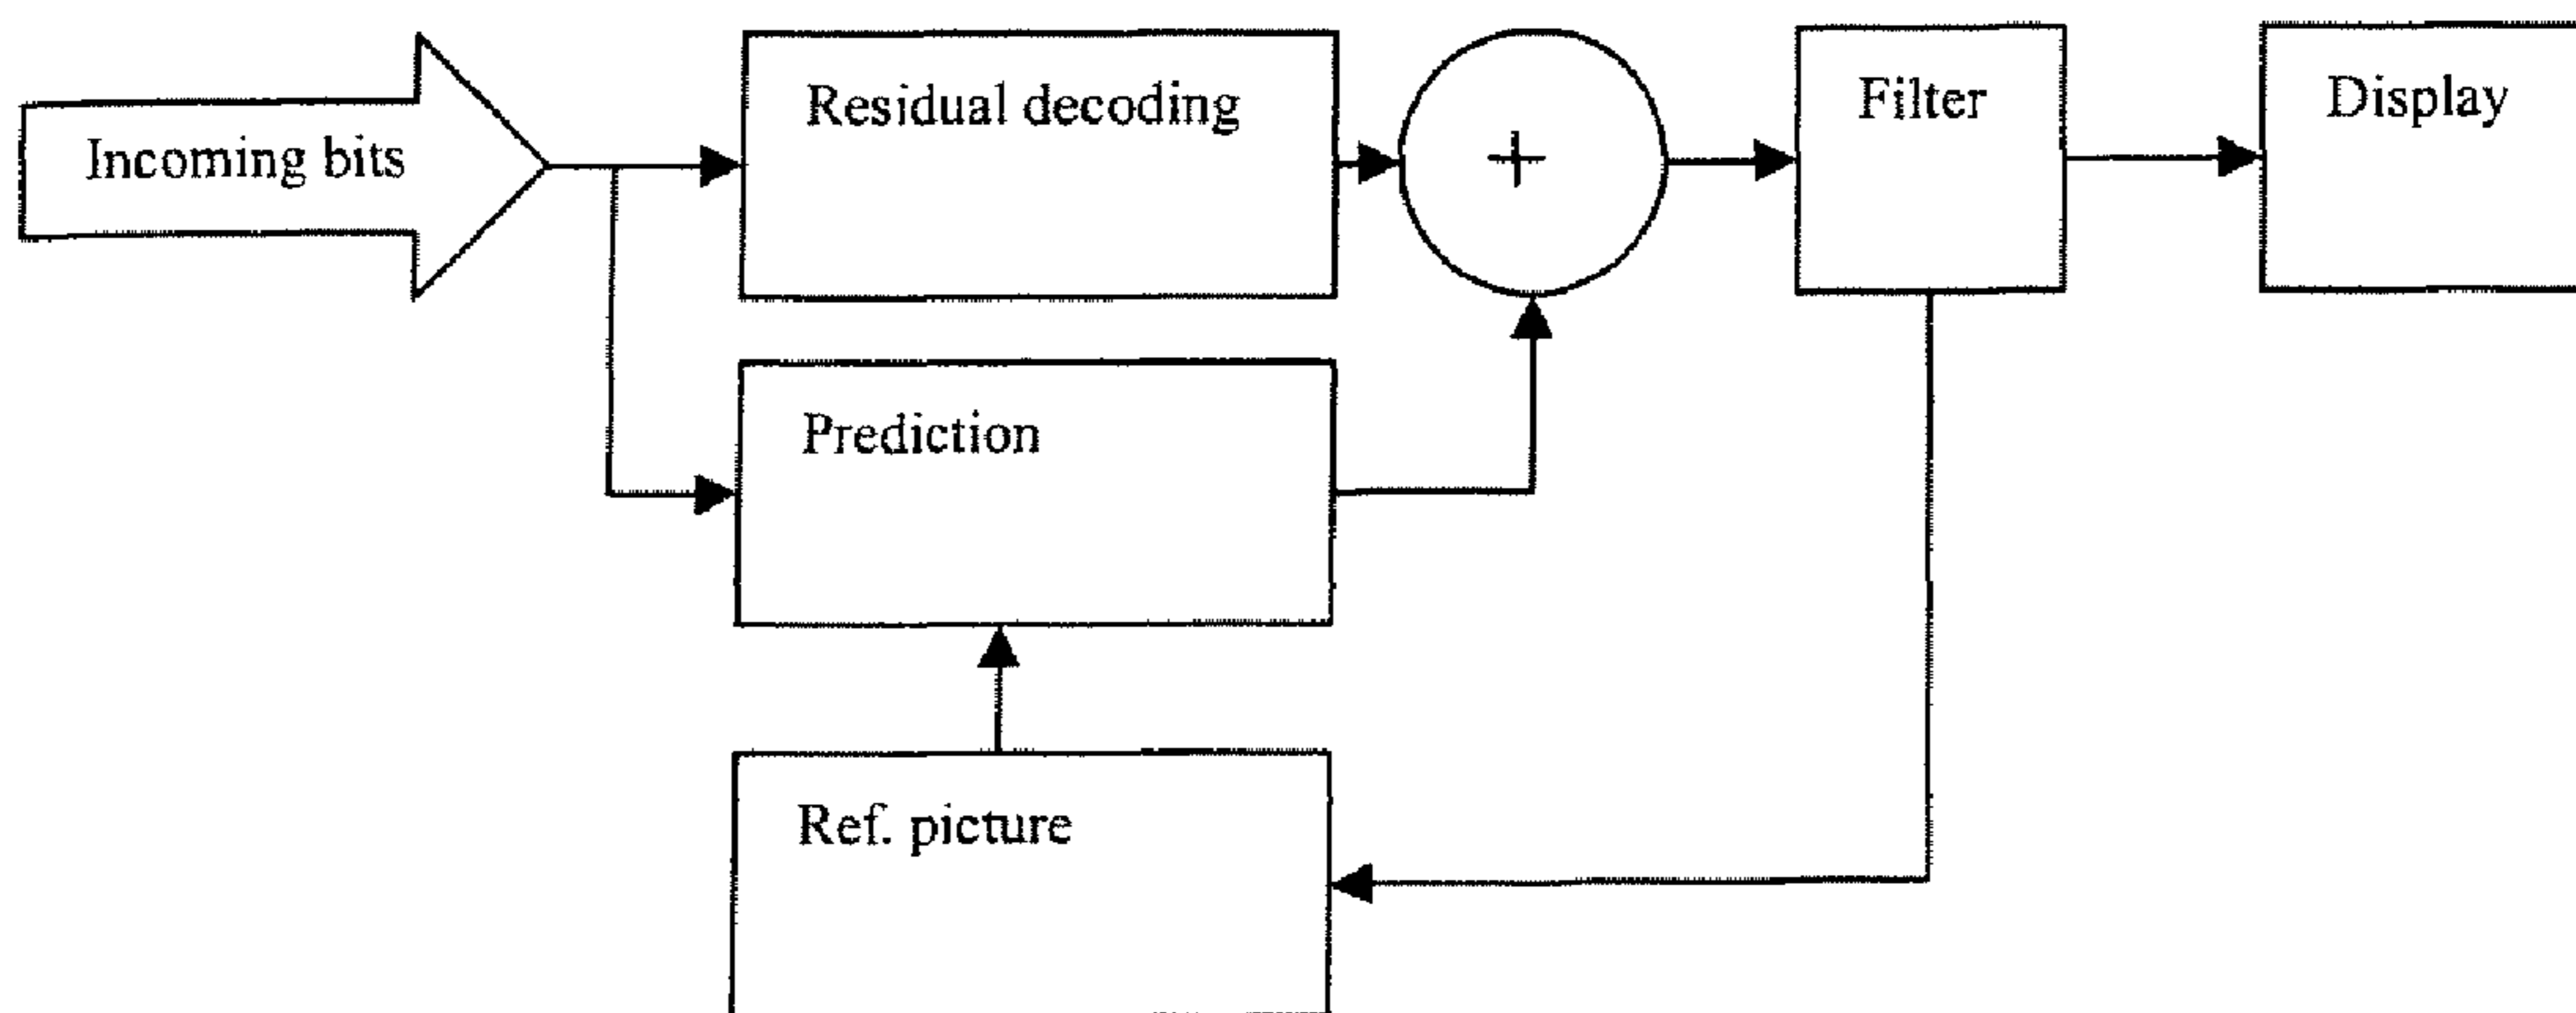 Incoming bits
Residual decoding
+
Filter
Display
Prediction
Ref. picture